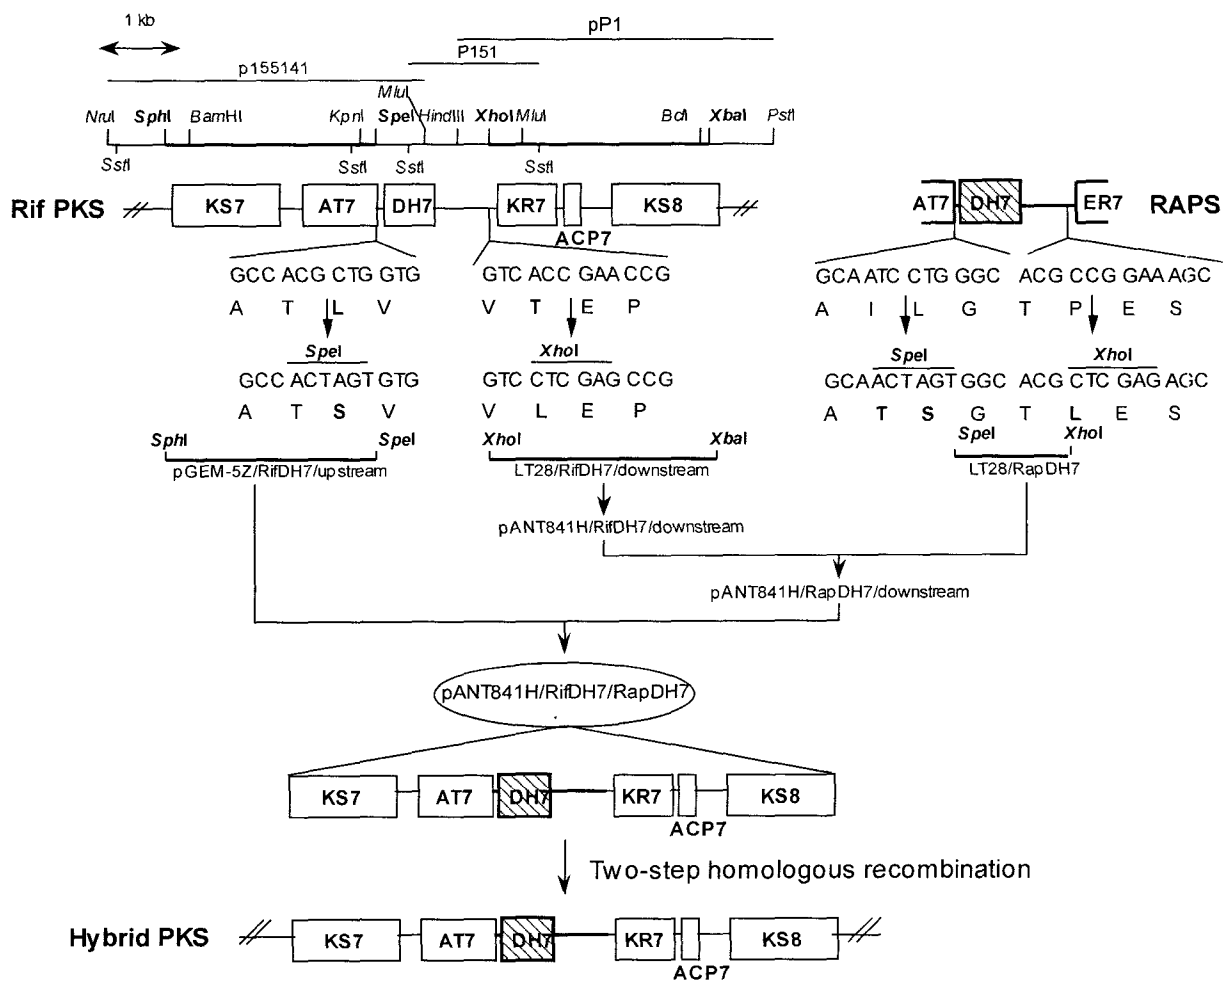 1 kb
pP1
P151
p155141
MluI
NruI SphI BamHI KpnI SpeI HindIII XhoI MluI BclI XbaI PstI
SstI SstI SstI SstI
Rif PKS KS7 AT7 DH7 KR7 KS8 AT7 DH7 ER7 RAPS
ACP7
GCC ACG CTG GTG GTC ACC GAA CCG GCA ATC CTG GGC ACG CCG GAA AGC
A T L V V T E P A I L G T P E S
SpeI XhoI SpeI XhoI
GCC ACTAGT GTG GTC CTC GAG CCG GCA ACTAGT GGC ACG CTC GAG AGC
A T S V V L E P A T S G T L E S
SphI SpeI XhoI XbaI SpeI XhoI
pGEM-5Z/RifDH7/upstream LT28/RifDH7/downstream LT28/RapDH7
pANT841H/RifDH7/downstream
pANT841H/RapDH7/downstream
pANT841H/RifDH7/RapDH7
KS7 AT7 DH7 KR7 KS8
ACP7
Two-step homologous recombination
Hybrid PKS KS7 AT7 DH7 KR7 KS8
ACP7